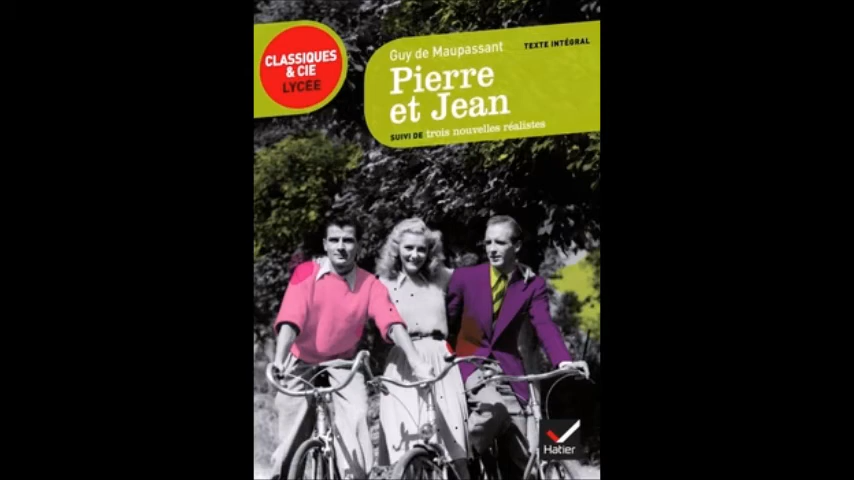 CLASSIQUES
& CIE
LYCÉE
Guy de Maupassant
TEXTE INTÉGRAL
Pierre
et Jean
SUIVI DE trois nouvelles réalistes
Hatier